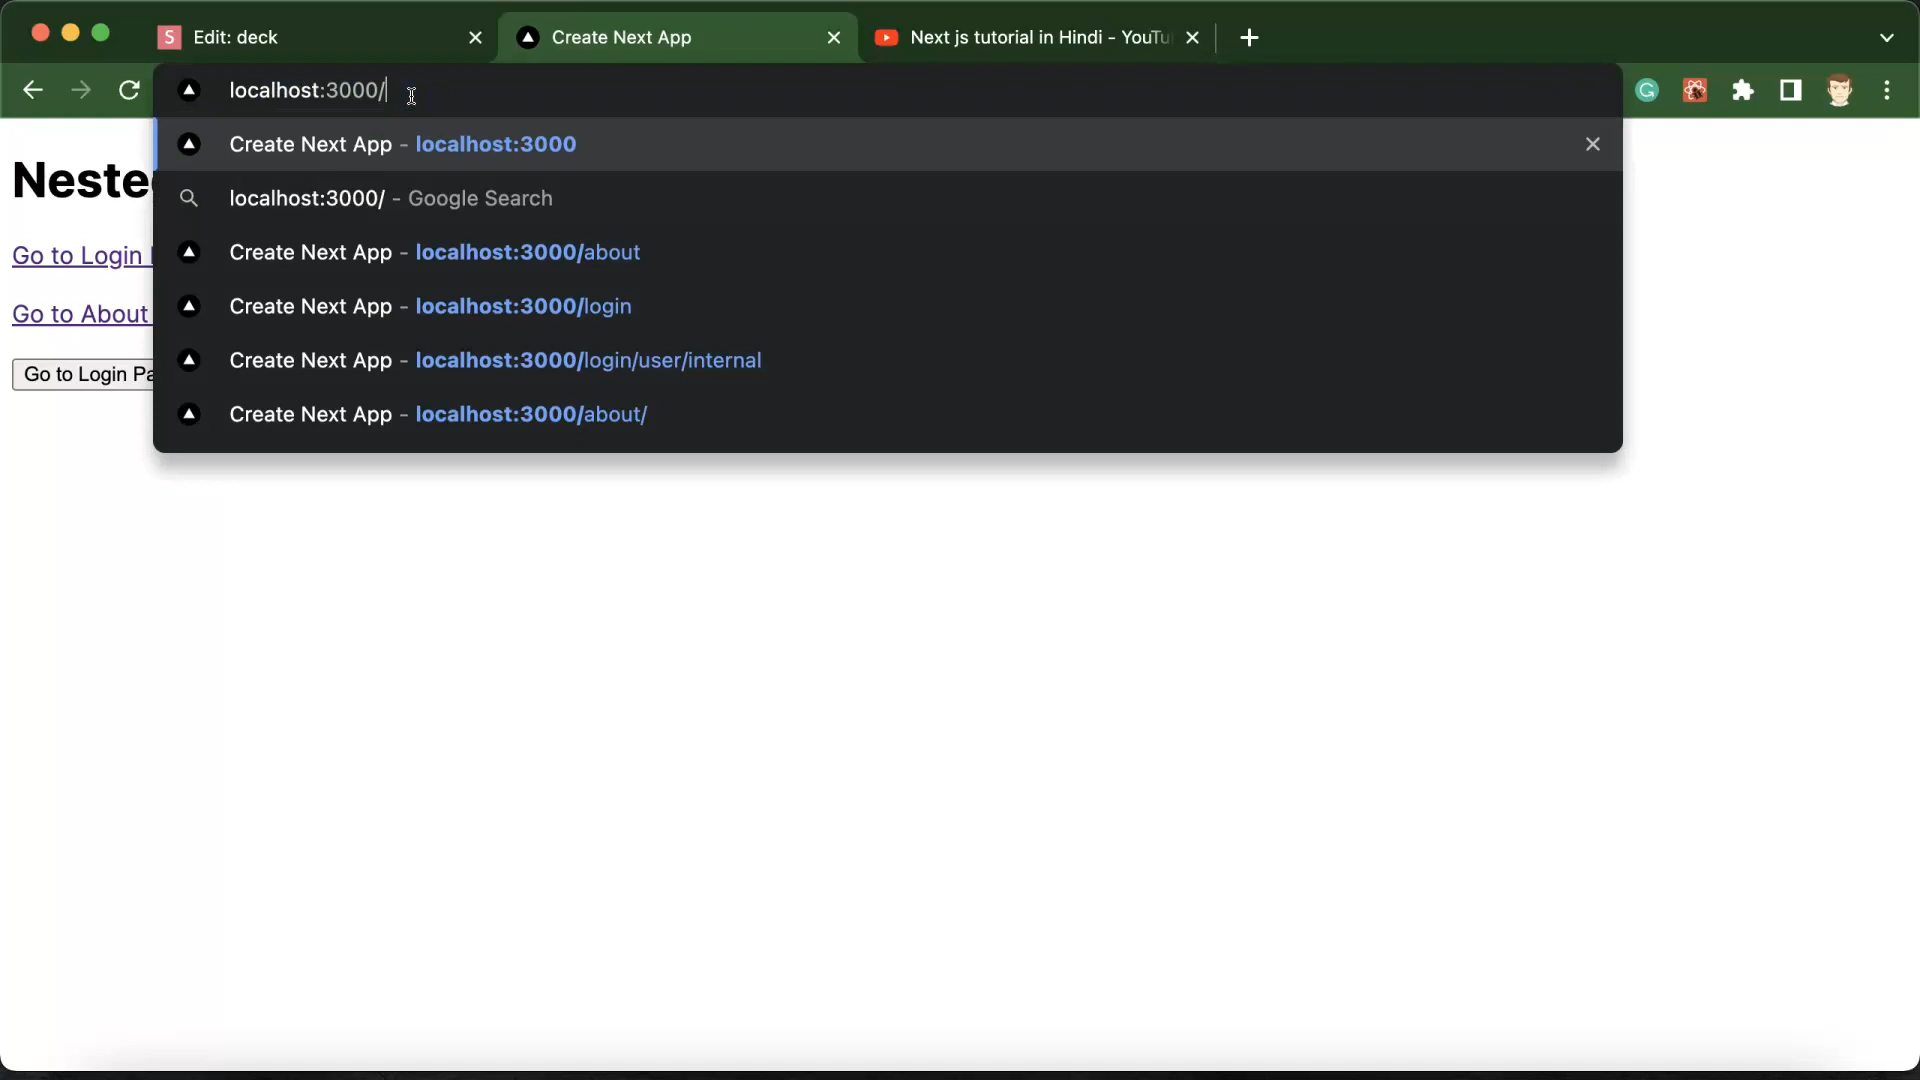 S Edit: deck
Create Next App
Next js tutorial in Hindi - YouTu
localhost:3000/
Create Next App - localhost:3000
localhost:3000/ - Google Search
Create Next App - localhost:3000/about
Create Next App - localhost:3000/login
Create Next App - localhost:3000/login/user/internal
Create Next App - localhost:3000/about/
Neste
Go to Login
Go to About
Go to Login Pa